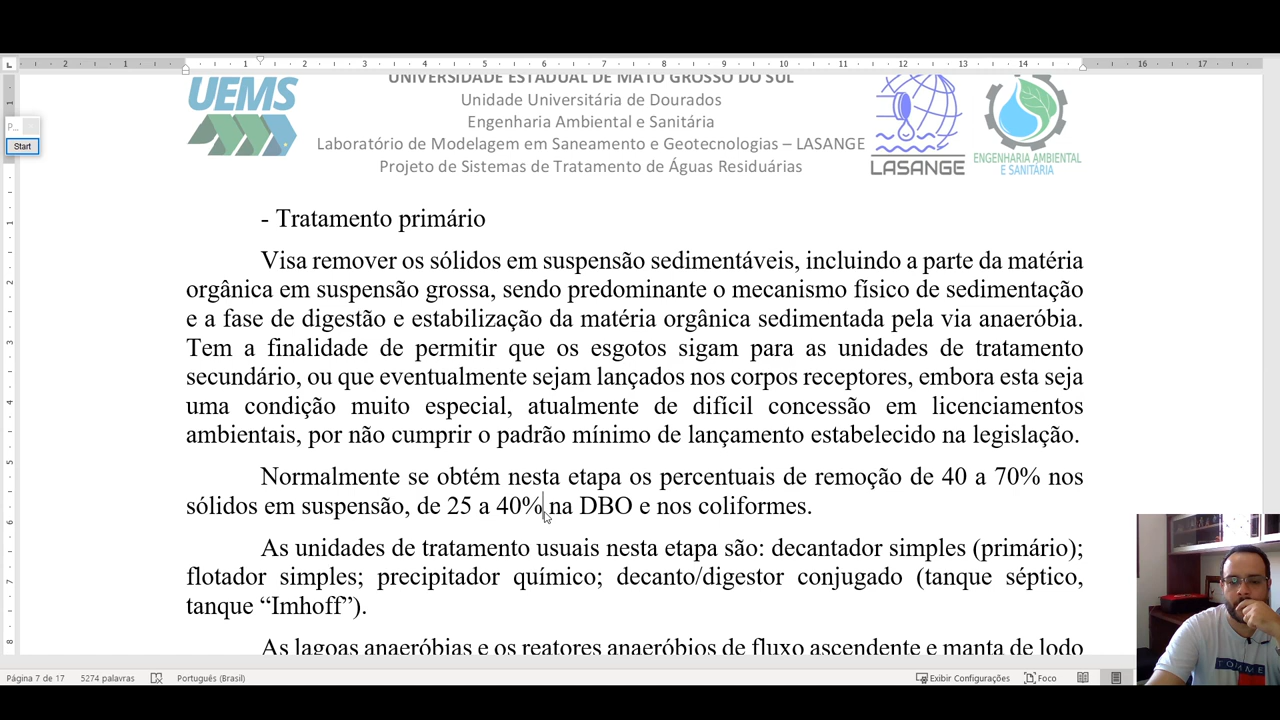 UNIVERSIDADE ESTADUAL DE MATO GROSSO DO SUL
Unidade Universitária de Dourados
Engenharia Ambiental e Sanitária
Laboratório de Modelagem em Saneamento e Geotecnologias – LASANGE
Projeto de Sistemas de Tratamento de Águas Residuárias
UEMS
LASANGE
ENGENHARIA AMBIENTAL
E SANITÁRIA
P...
Start
- Tratamento primário
Visa remover os sólidos em suspensão sedimentáveis, incluindo a parte da matéria
orgânica em suspensão grossa, sendo predominante o mecanismo físico de sedimentação
e a fase de digestão e estabilização da matéria orgânica sedimentada pela via anaeróbia.
Tem a finalidade de permitir que os esgotos sigam para as unidades de tratamento
secundário, ou que eventualmente sejam lançados nos corpos receptores, embora esta seja
uma condição muito especial, atualmente de difícil concessão em licenciamentos
ambientais, por não cumprir o padrão mínimo de lançamento estabelecido na legislação.
Normalmente se obtém nesta etapa os percentuais de remoção de 40 a 70% nos
sólidos em suspensão, de 25 a 40% na DBO e nos coliformes.
As unidades de tratamento usuais nesta etapa são: decantador simples (primário);
flotador simples; precipitador químico; decanto/digestor conjugado (tanque séptico,
tanque “Imhoff”).
As lagoas anaeróbias e os reatores anaeróbios de fluxo ascendente e manta de lodo
Página 7 de 17 5274 palavras Português (Brasil) Exibir Configurações Foco
TOMME